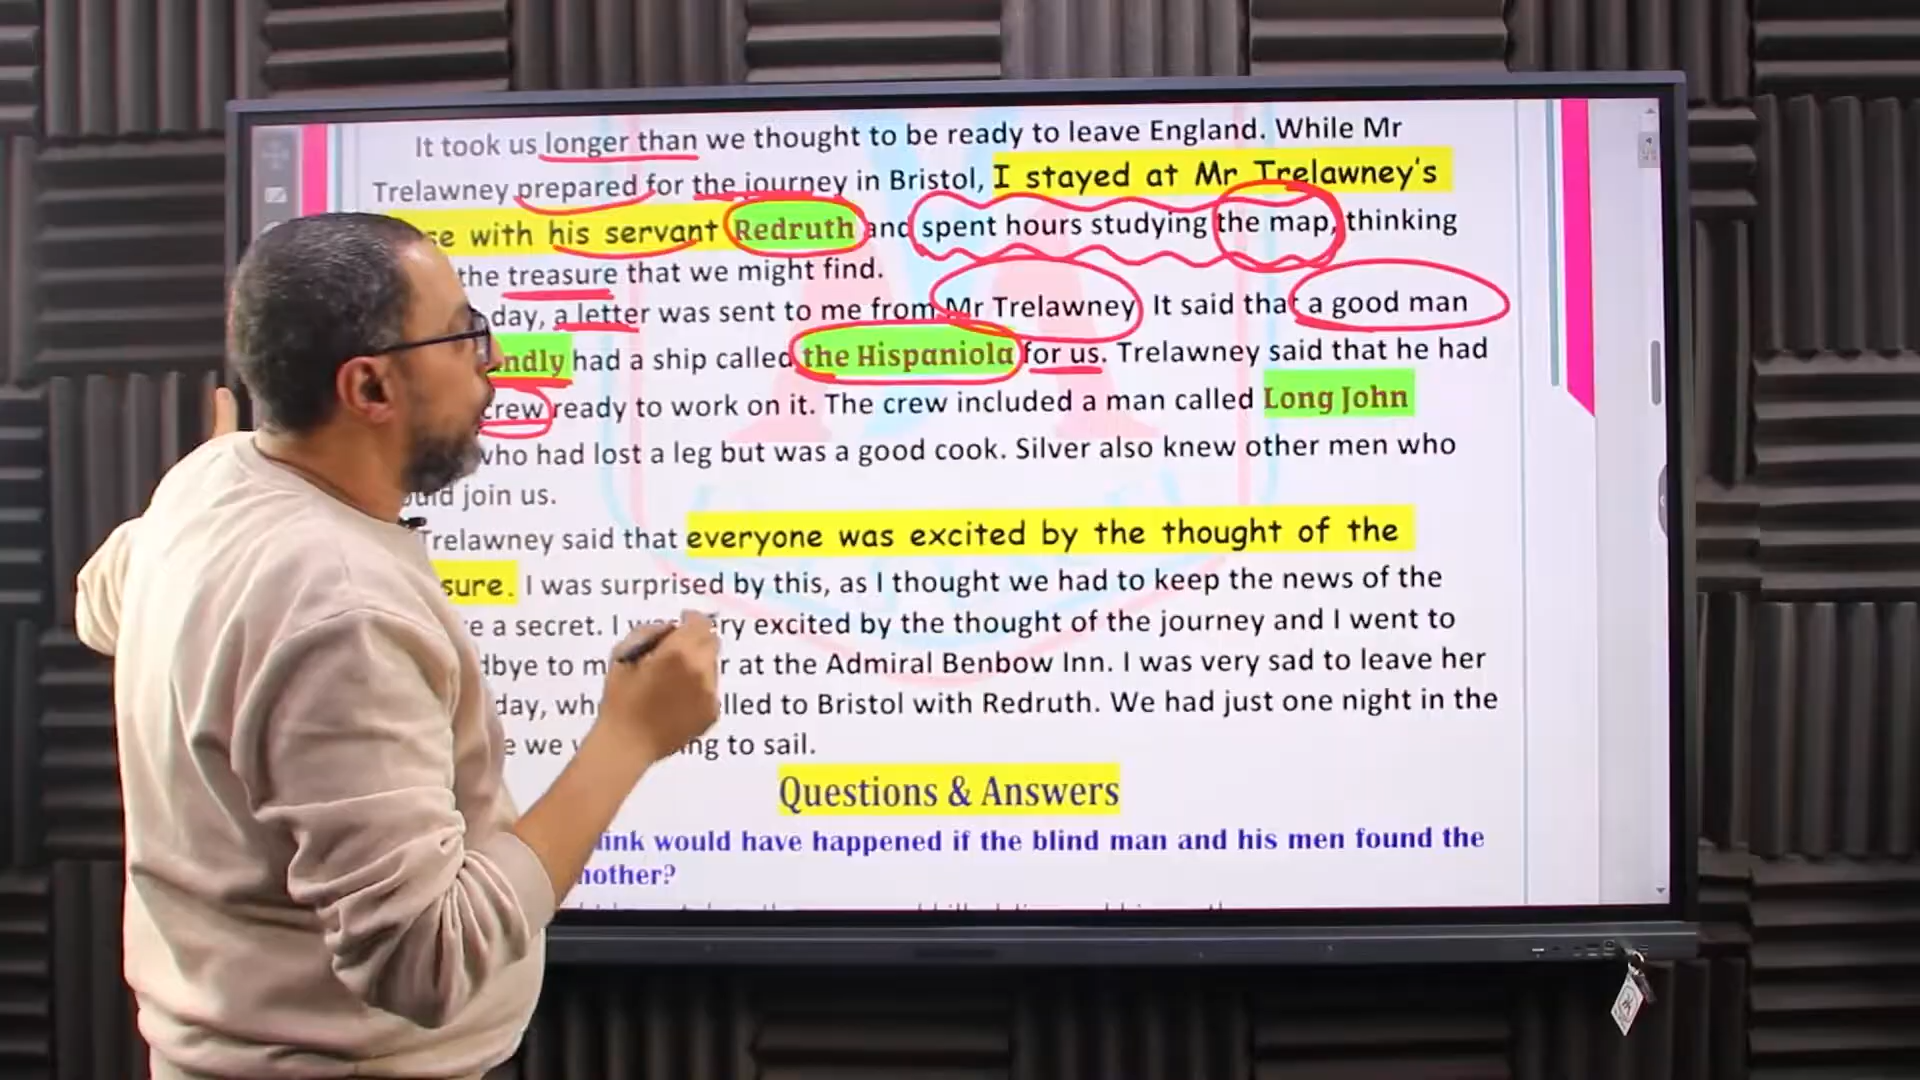 It took us longer than we thought to be ready to leave England. While Mr
Trelawney prepared for the journey in Bristol, I stayed at Mr Trelawney's
with his servant Redruth and spent hours studying the map, thinking
the treasure that we might find.
day, a letter was sent to me from Mr Trelawney. It said that a good man
had a ship called the Hispaniola for us. Trelawney said that he had
crew ready to work on it. The crew included a man called Long John
who had lost a leg but was a good cook. Silver also knew other men who
join us.
Trelawney said that everyone was excited by the thought of the
I was surprised by this, as I thought we had to keep the news of the
a secret. I excited by the thought of the journey and I went to
to at the Admiral Benbow Inn. I was very sad to leave her
day, to Bristol with Redruth. We had just one night in the
we to sail.
Questions & Answers
would have happened if the blind man and his men found the